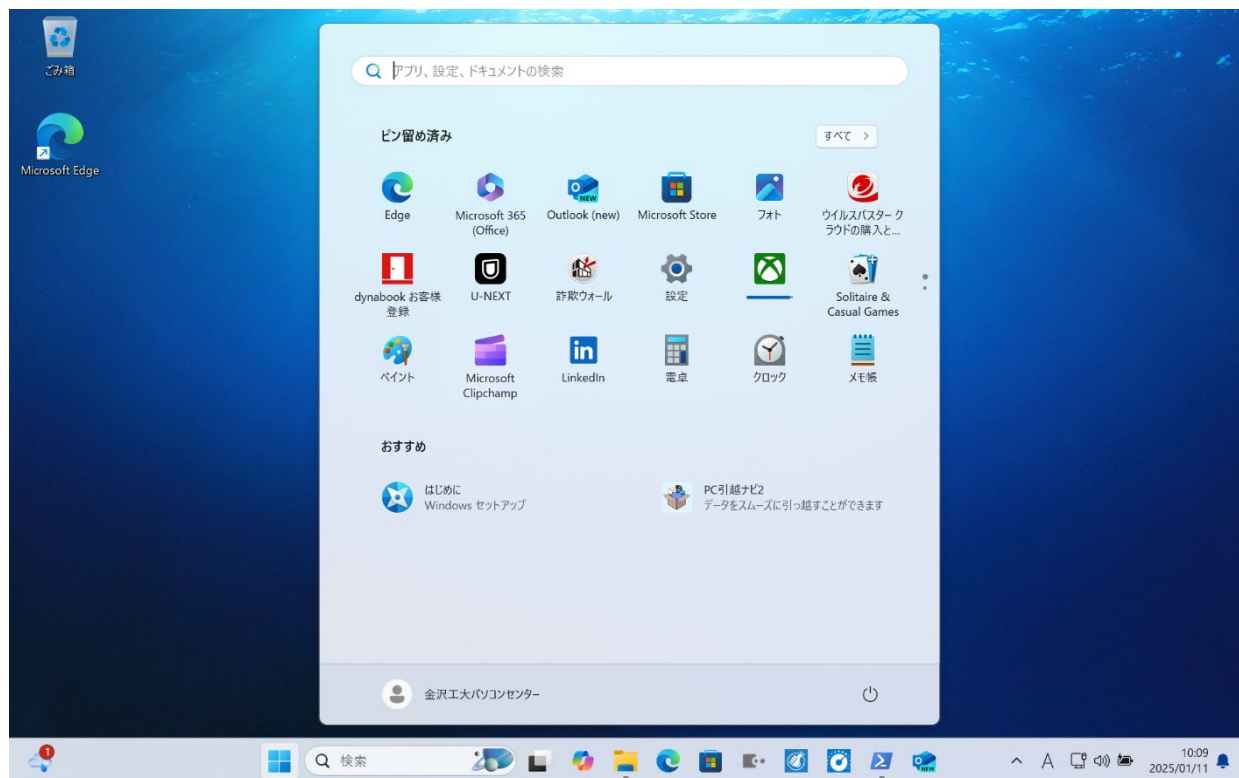 ごみ箱
Microsoft Edge
アプリ、設定、ドキュメントの検索
ピン留め済み
すべて
Edge
Microsoft 365
(Office)
Outlook (new)
Microsoft Store
フォト
ウイルスバスター ク
ラウドの購入と...
dynabook お客様
登録
U-NEXT
詐欺ウォール
設定
Solitaire &
Casual Games
ペイント
Microsoft
Clipchamp
LinkedIn
電卓
クロック
メモ帳
おすすめ
はじめに
Windows セットアップ
PC引越ナビ2
データをスムーズに引っ越すことができます
金沢工大パソコンセンター
1
検索
A
10:09
2025/01/11